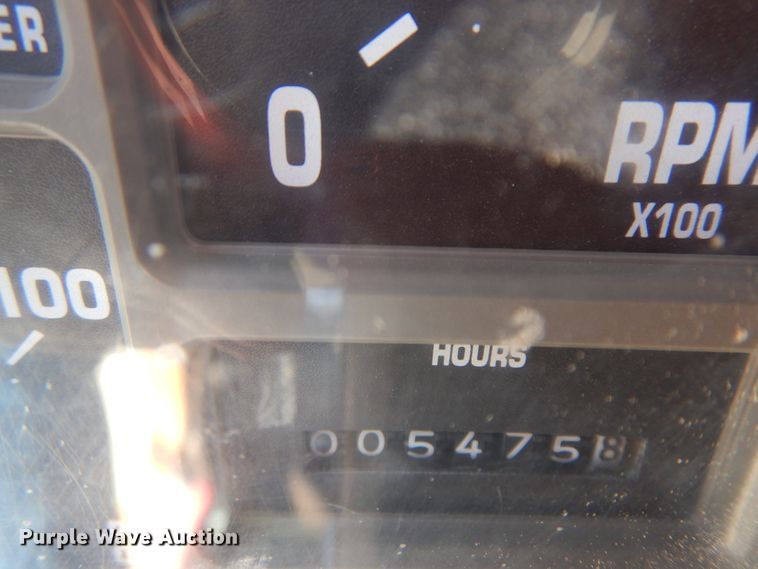 ER
0
RPM
X100
100
HOURS
0054758
Purple Wave Auction